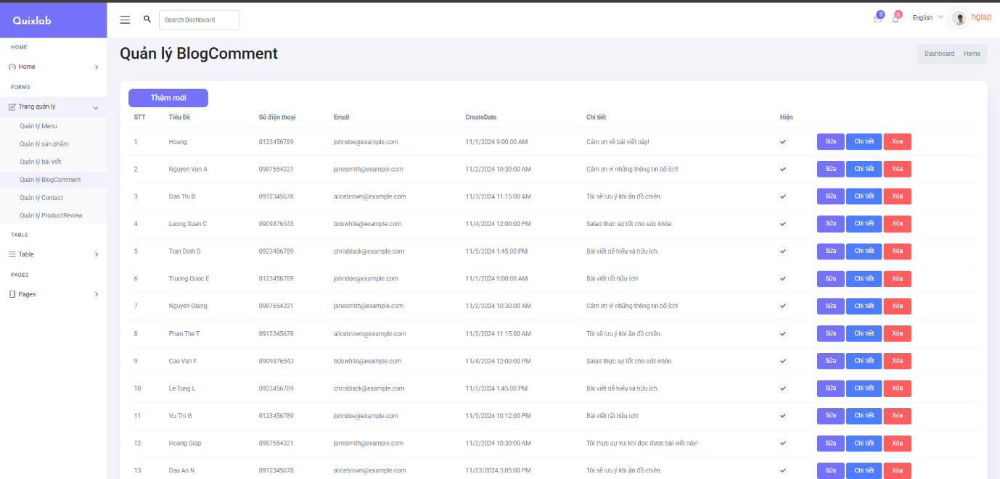 Quixlab
Search Dashboard
3
3
English
hgiap
HOME
Home
FORMS
Trang quản lý
Quản lý Menu
Quản lý sản phẩm
Quản lý bài viết
Quản lý BlogComment
Quản lý Contact
Quản lý ProductReview
TABLE
Table
PAGES
Pages
Quản lý BlogComment
Dashboard Home
Thêm mới
STT Tiêu Đề Số điện thoại Email CreateDate Chi tiết Hiện
1 Hoang 0123456789 johndoe@example.com 11/1/2024 9:00:00 AM Cảm ơn về bài viết này! Sửa Chi tiết Xóa
2 Nguyen Van A 0987654321 janesmith@example.com 11/2/2024 10:30:00 AM Cảm ơn vì những thông tin bổ ích! Sửa Chi tiết Xóa
3 Dao Thi B 0912345678 alicebrown@example.com 11/3/2024 11:15:00 AM Tôi sẽ lưu ý khi ăn đồ chiên. Sửa Chi tiết Xóa
4 Luong Xuan C 0909876543 bobwhite@example.com 11/4/2024 12:00:00 PM Salad thực sự tốt cho sức khỏe. Sửa Chi tiết Xóa
5 Tran Dinh D 0923456789 chrisblack@example.com 11/5/2024 1:45:00 PM Bài viết dễ hiểu và hữu ích. Sửa Chi tiết Xóa
6 Truong Quoc E 0123456789 johndoe@example.com 11/1/2024 9:00:00 AM Bài viết rất hữu ích! Sửa Chi tiết Xóa
7 Nguyen Giang 0987654321 janesmith@example.com 11/2/2024 10:30:00 AM Cảm ơn vì những thông tin bổ ích! Sửa Chi tiết Xóa
8 Phan The T 0912345678 alicebrown@example.com 11/3/2024 11:15:00 AM Tôi sẽ lưu ý khi ăn đồ chiên. Sửa Chi tiết Xóa
9 Cao Van F 0909876543 bobwhite@example.com 11/4/2024 12:00:00 PM Salad thực sự tốt cho sức khỏe. Sửa Chi tiết Xóa
10 Le Tung L 0923456789 chrisblack@example.com 11/5/2024 1:45:00 PM Bài viết dễ hiểu và hữu ích. Sửa Chi tiết Xóa
11 Vu Thi G 0123456789 johndoe@example.com 11/5/2024 10:12:00 PM Bài viết rất hữu ích! Sửa Chi tiết Xóa
12 Hoang Giap 0987654321 janesmith@example.com 11/2/2024 10:30:00 AM Tôi thực sự vui khi đọc được bài viết này! Sửa Chi tiết Xóa
13 Dau An N 0912345678 alicebrown@example.com 11/23/2024 5:05:00 PM Tôi sẽ lưu ý khi ăn đồ chiên. Sửa Chi tiết Xóa